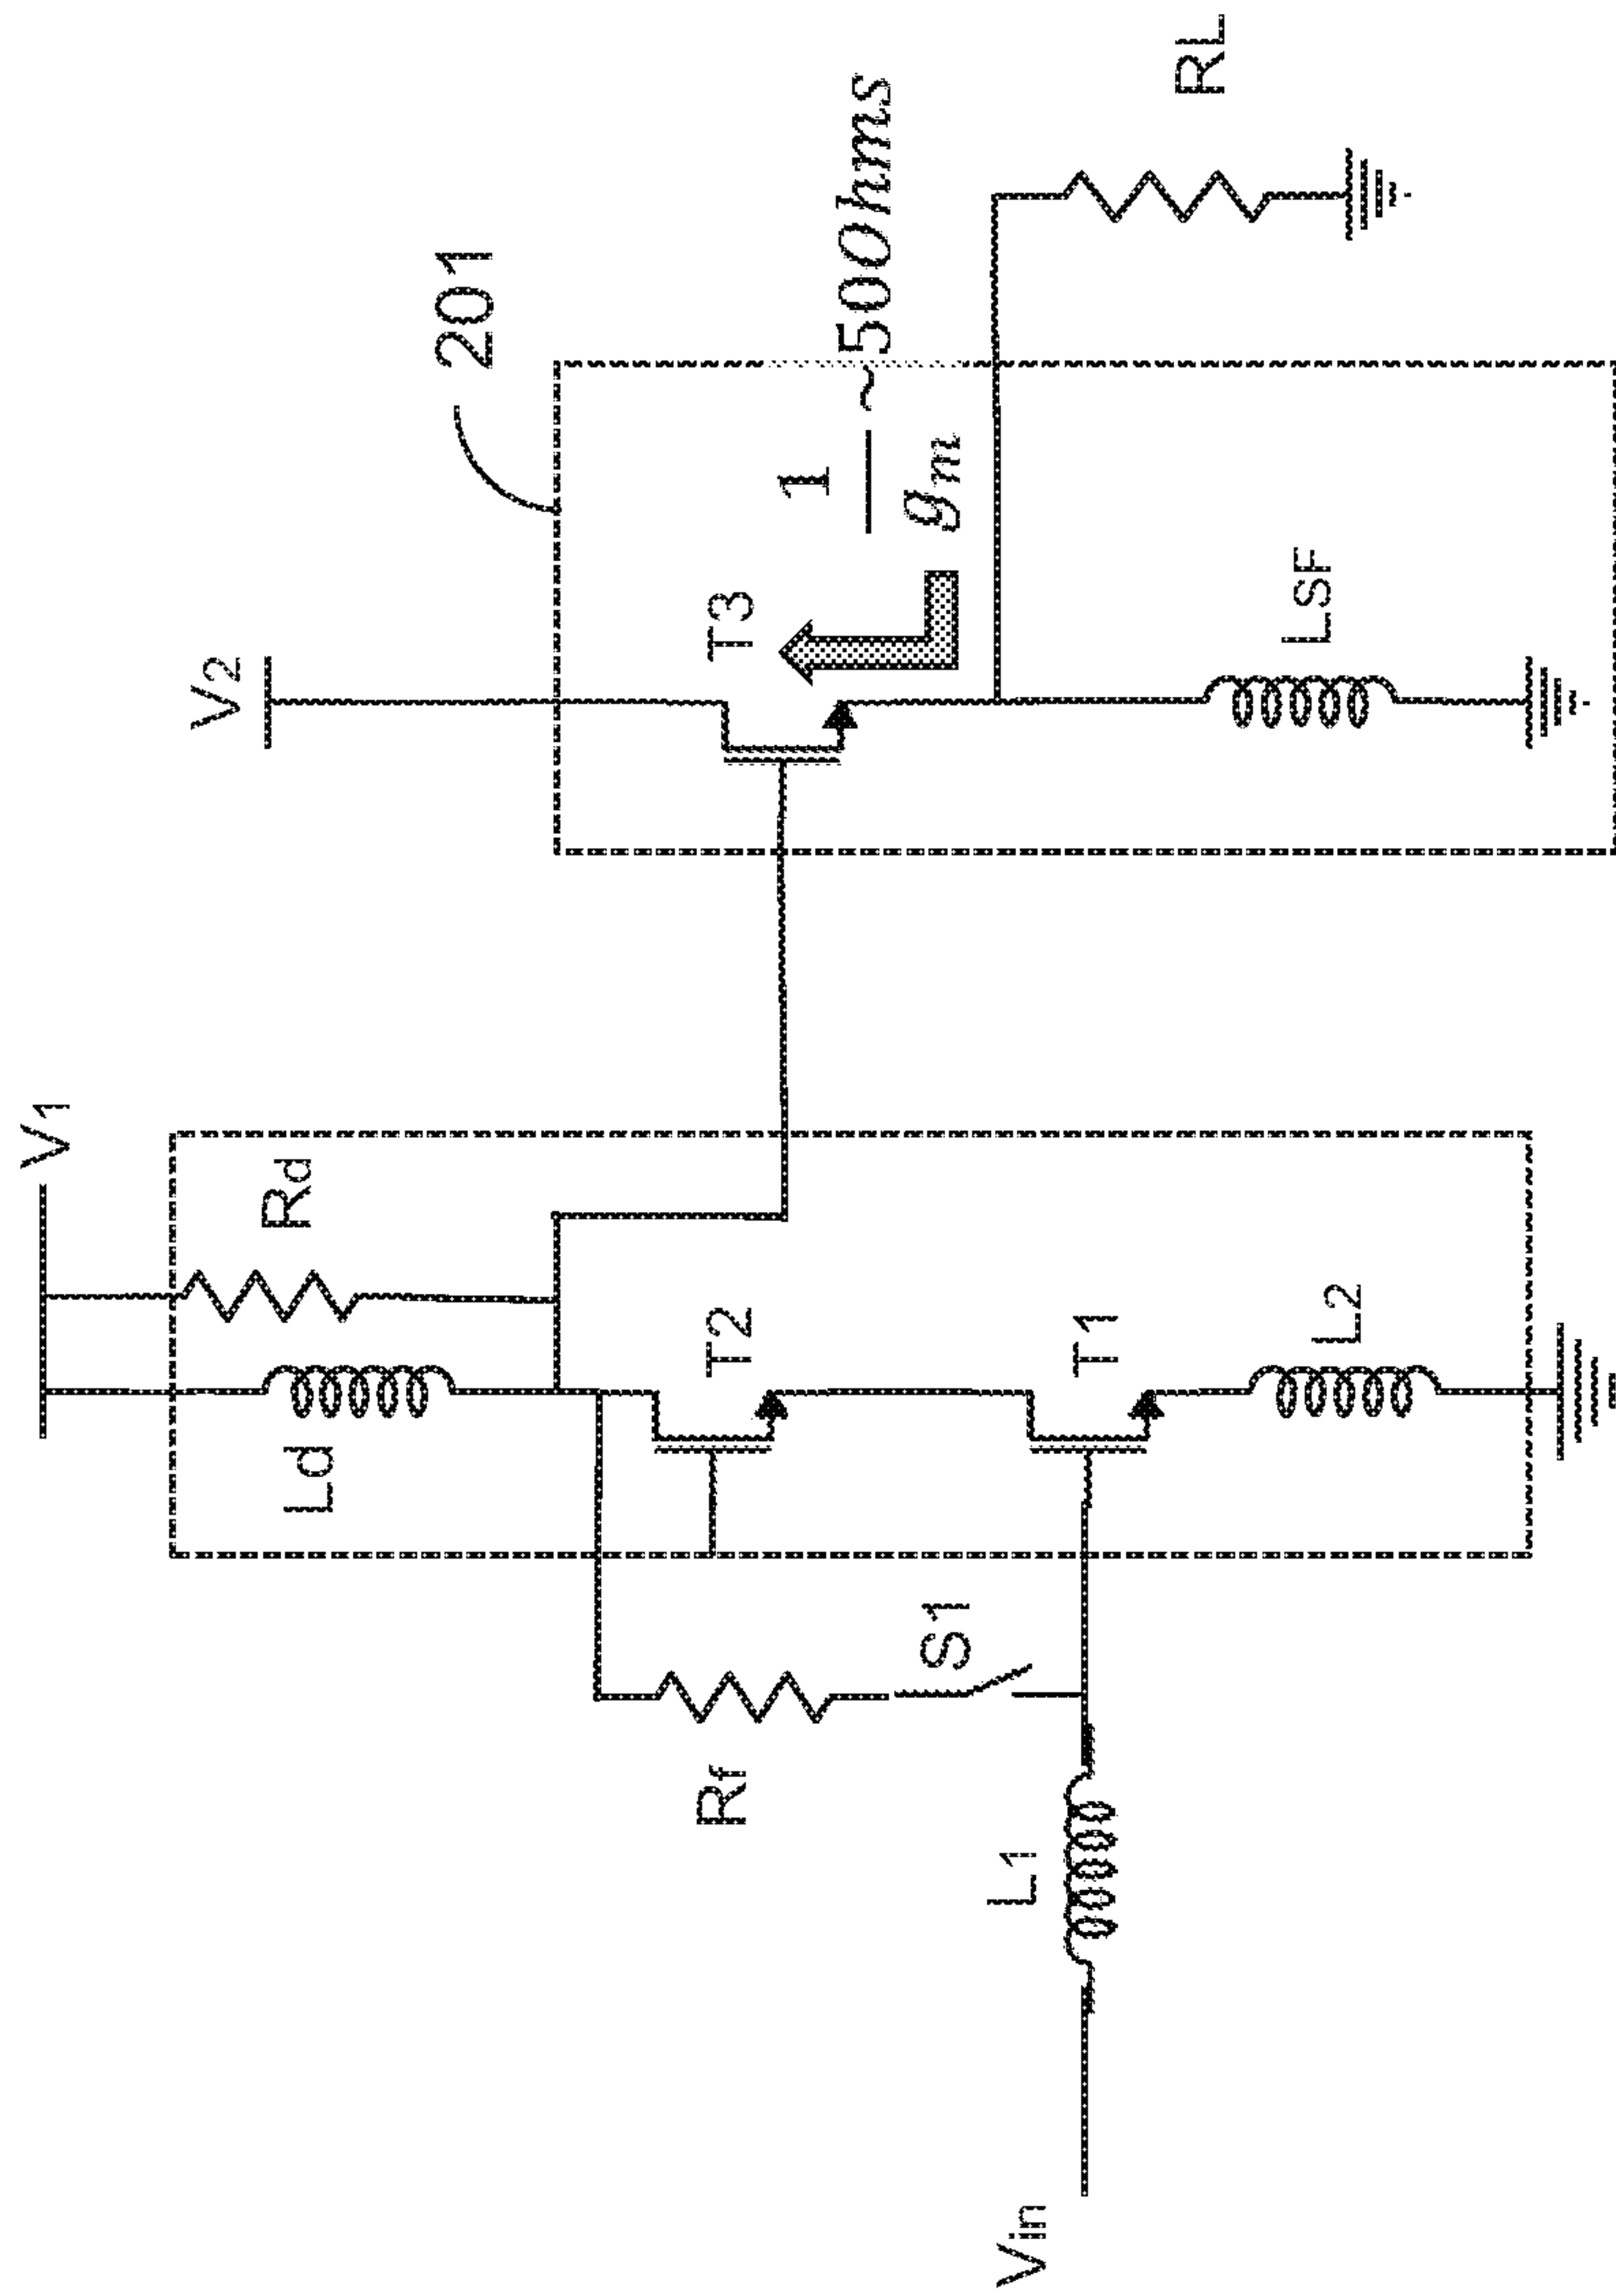 V1
V2
201
Ld
Rd
T3
1
gm
~50Ohms
RL
Rf
T2
S1
L1
T1
LSF
L2
Vin